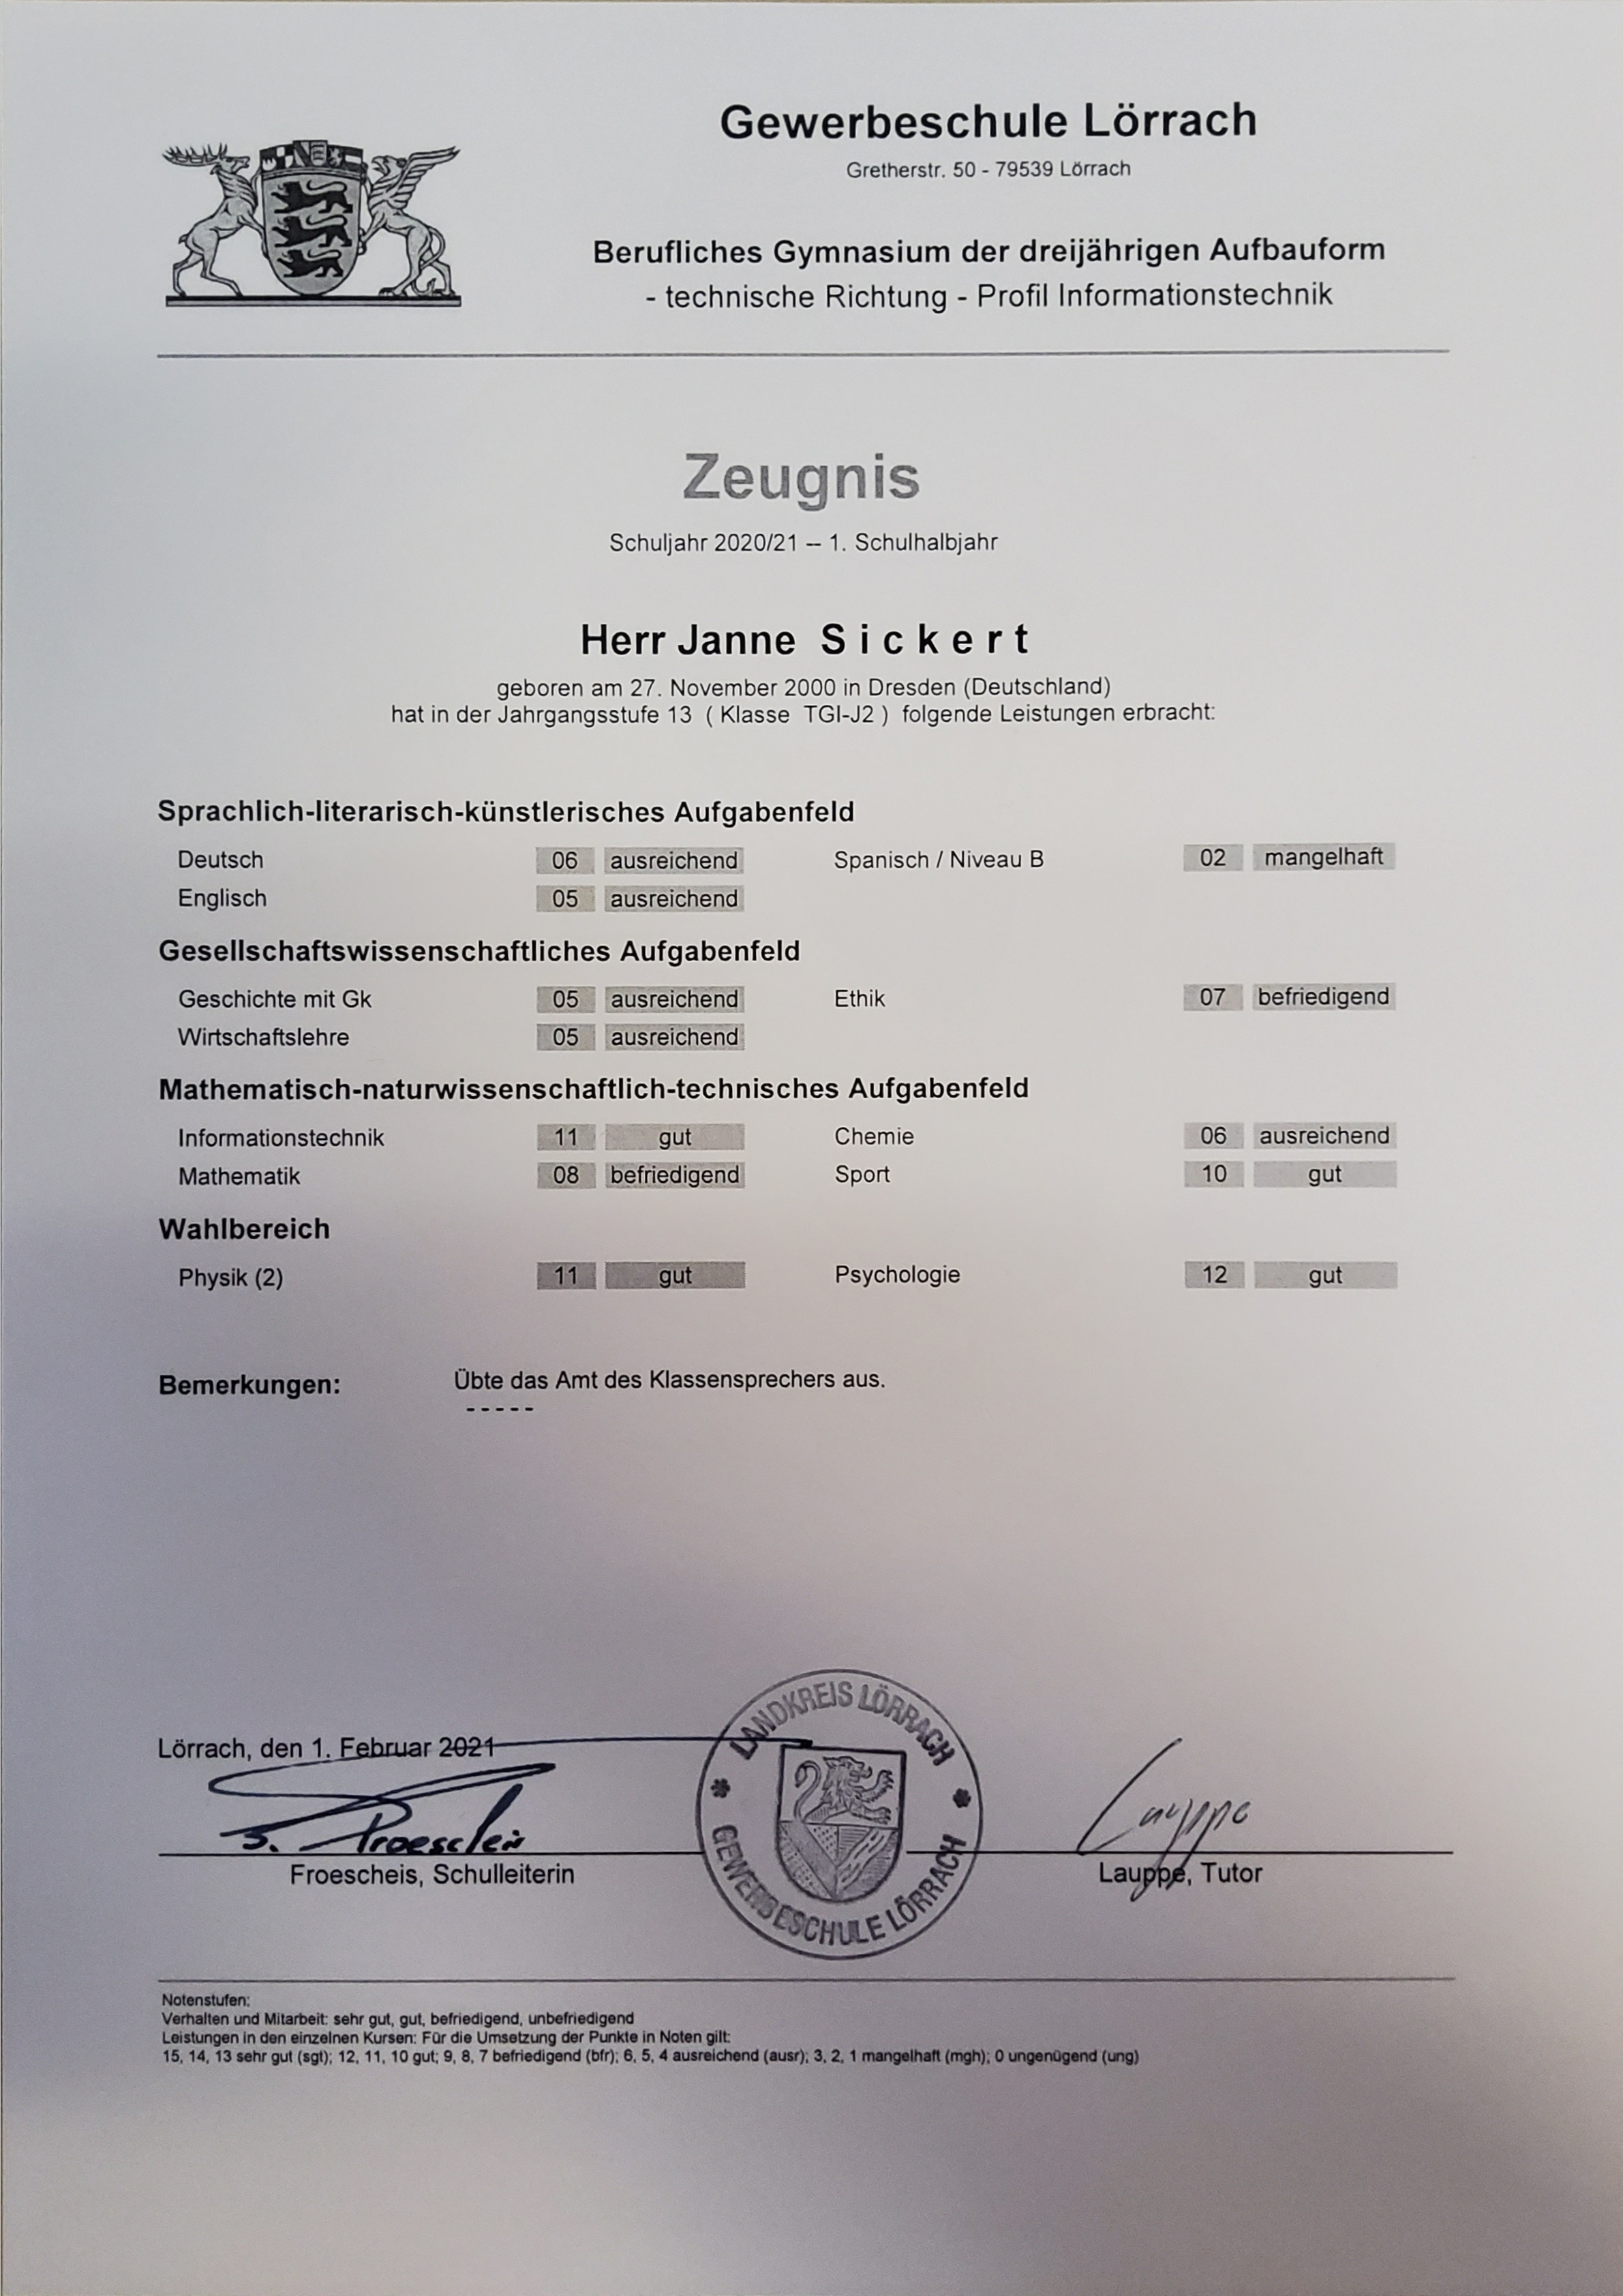 Gewerbeschule Lörrach
Gretherstr. 50 - 79539 Lörrach
Berufliches Gymnasium der dreijährigen Aufbauform
- technische Richtung - Profil Informationstechnik
Zeugnis
Schuljahr 2020/21 -- 1. Schulhalbjahr
Herr Janne S i c k e r t
geboren am 27. November 2000 in Dresden (Deutschland)
hat in der Jahrgangsstufe 13 ( Klasse TGI-J2 ) folgende Leistungen erbracht:
Sprachlich-literarisch-künstlerisches Aufgabenfeld
Deutsch 06 ausreichend Spanisch / Niveau B 02 mangelhaft
Englisch 05 ausreichend
Gesellschaftswissenschaftliches Aufgabenfeld
Geschichte mit Gk 05 ausreichend Ethik 07 befriedigend
Wirtschaftslehre 05 ausreichend
Mathematisch-naturwissenschaftlich-technisches Aufgabenfeld
Informationstechnik 11 gut Chemie 06 ausreichend
Mathematik 08 befriedigend Sport 10 gut
Wahlbereich
Physik (2) 11 gut Psychologie 12 gut
Bemerkungen: Übte das Amt des Klassensprechers aus.
- - - - -
Lörrach, den 1. Februar 2021
LANDKREIS LÖRRACH
GEWERBESCHULE LÖRRACH
Lauppe
Froescheis, Schulleiterin Lauppe, Tutor
Notenstufen:
Verhalten und Mitarbeit: sehr gut, gut, befriedigend, unbefriedigend
Leistungen in den einzelnen Kursen: Für die Umsetzung der Punkte in Noten gilt:
15, 14, 13 sehr gut (sgt); 12, 11, 10 gut; 9, 8, 7 befriedigend (bfr); 6, 5, 4 ausreichend (ausr); 3, 2, 1 mangelhaft (mgh); 0 ungenügend (ung)